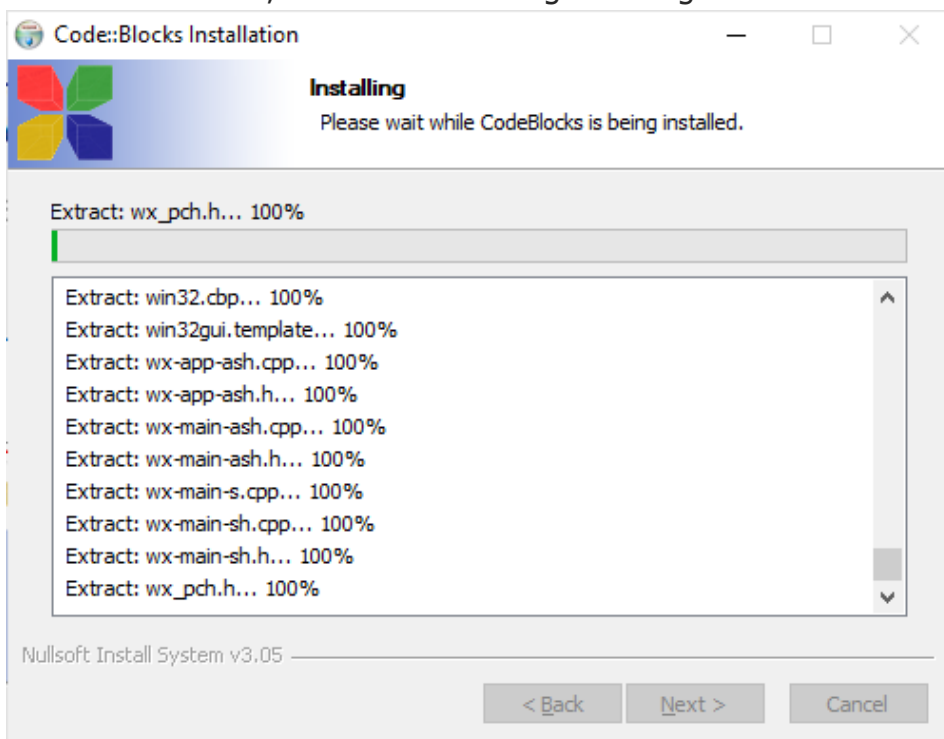 Code::Blocks Installation
Installing
Please wait while CodeBlocks is being installed.
Extract: wx_pch.h... 100%
Extract: win32.cbp... 100%
Extract: win32gui.template... 100%
Extract: wx-app-ash.cpp... 100%
Extract: wx-app-ash.h... 100%
Extract: wx-main-ash.cpp... 100%
Extract: wx-main-ash.h... 100%
Extract: wx-main-s.cpp... 100%
Extract: wx-main-sh.cpp... 100%
Extract: wx-main-sh.h... 100%
Extract: wx_pch.h... 100%
Nullsoft Install System v3.05
< Back Next > Cancel